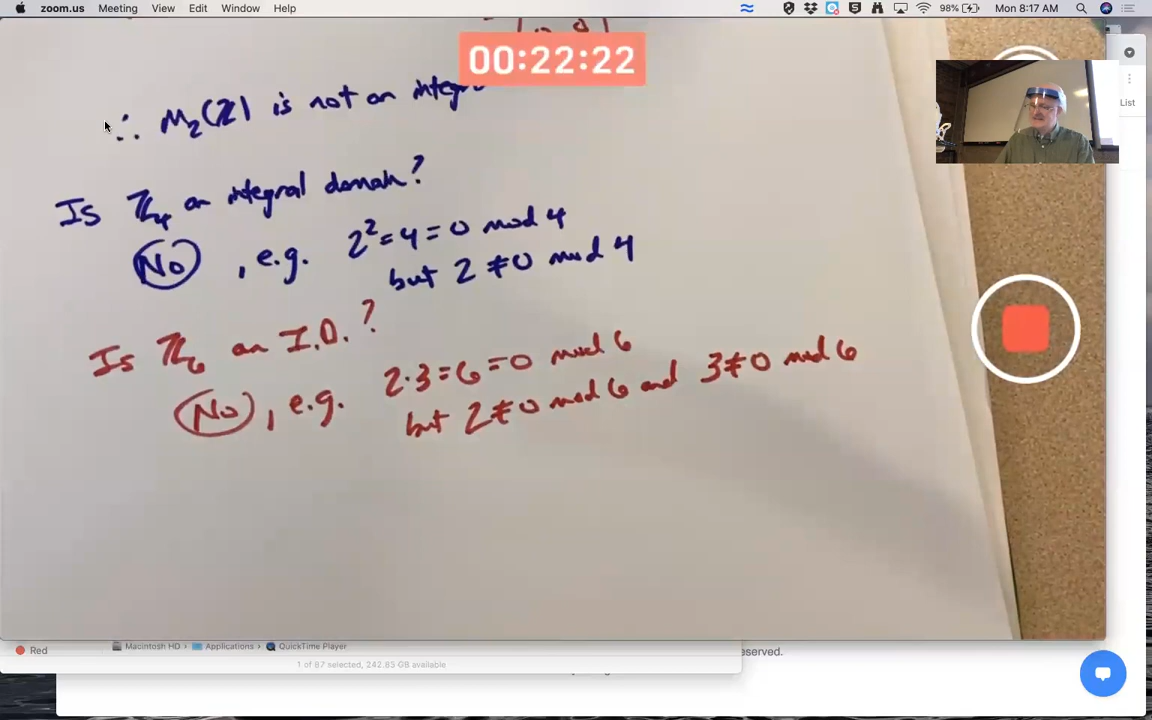 zoom.us Meeting View Edit Window Help 98% Mon 8:17 AM
00:22:22
∴ M₂(ℤ) is not an integr
List
Is ℤ₄ an integral domain?
No, e.g. 2² = 4 = 0 mod 4
but 2 ≠ 0 mod 4
Is ℤ₆ an I.D.?
No, e.g. 2·3 = 6 = 0 mod 6
but 2 ≠ 0 mod 6 and 3 ≠ 0 mod 6
Red
Macintosh HD › Applications › QuickTime Player
1 of 87 selected, 242.85 GB available
served.